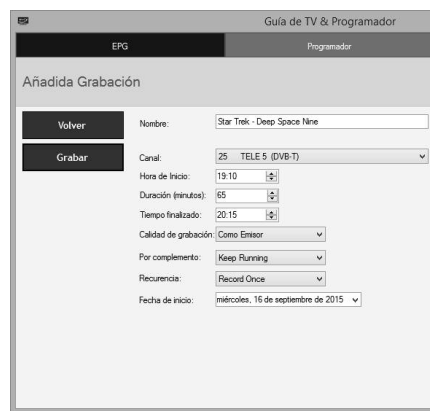 Guía de TV & Programador
EPG Programador
Añadida Grabación
Volver
Nombre: Star Trek - Deep Space Nine
Grabar
Canal: 25 TELE 5 (DVB-T)
Hora de Inicio: 19:10
Duración (minutos): 65
Tiempo finalizado: 20:15
Calidad de grabación: Como Emisor
Por complemento: Keep Running
Recurencia: Record Once
Fecha de inicio: miércoles, 16 de septiembre de 2015